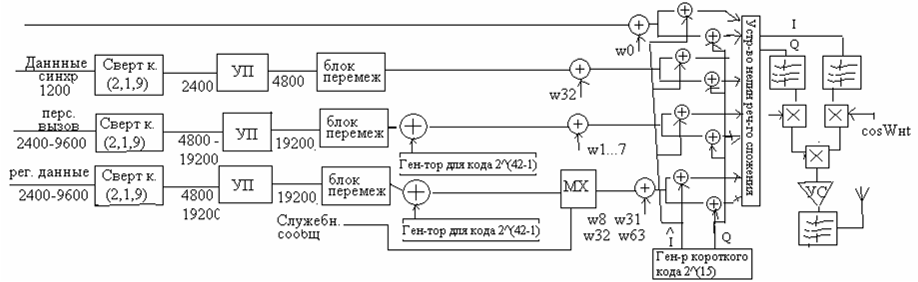 I
Q
w0
Устр-во нелин реч-го сложения
Даннные
синхр
1200
Сверт к.
(2,1,9)
2400
УП
4800
блок
перемеж
w32
перс.
вызов
2400-9600
Сверт к.
(2,1,9)
4800 -
19200
УП
19200
блок
перемеж
w1...7
cosWнt
Ген-тор для кода 2^(42-1)
рег. данные
2400-9600
Сверт к.
(2,1,9)
4800
19200
УП
19200
блок
перемеж
МХ
УС
w8 w31
w32 w63
Служебн.
сообщ
Ген-тор для кода 2^(42-1)
^
I
Q
Ген-р короткого
кода 2^(15)